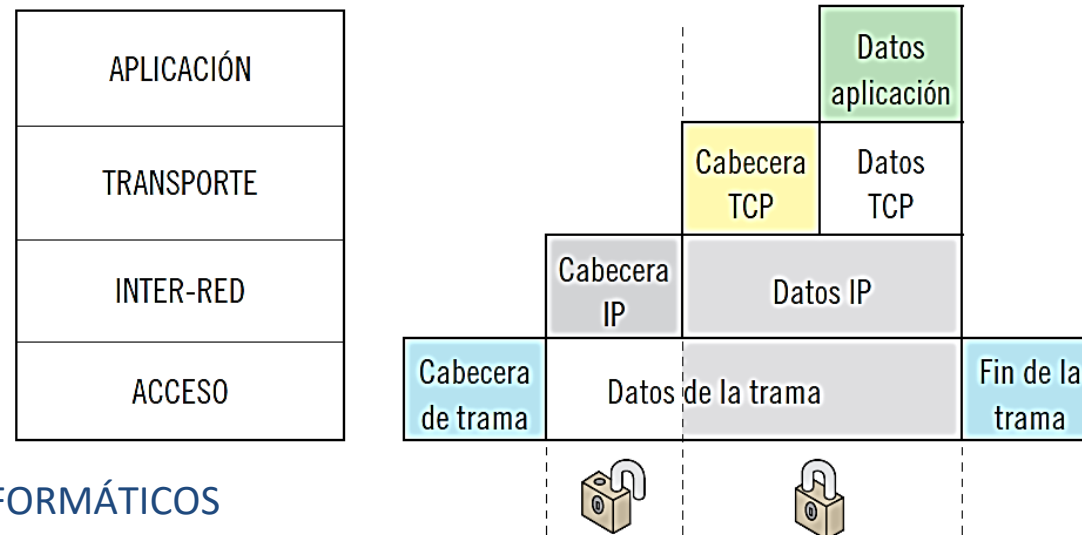 APLICACIÓN
TRANSPORTE
INTER-RED
ACCESO
Datos
aplicación
Cabecera
TCP
Datos
TCP
Cabecera
IP
Datos IP
Cabecera
de trama
Datos de la trama
Fin de la
trama
FORMÁTICOS